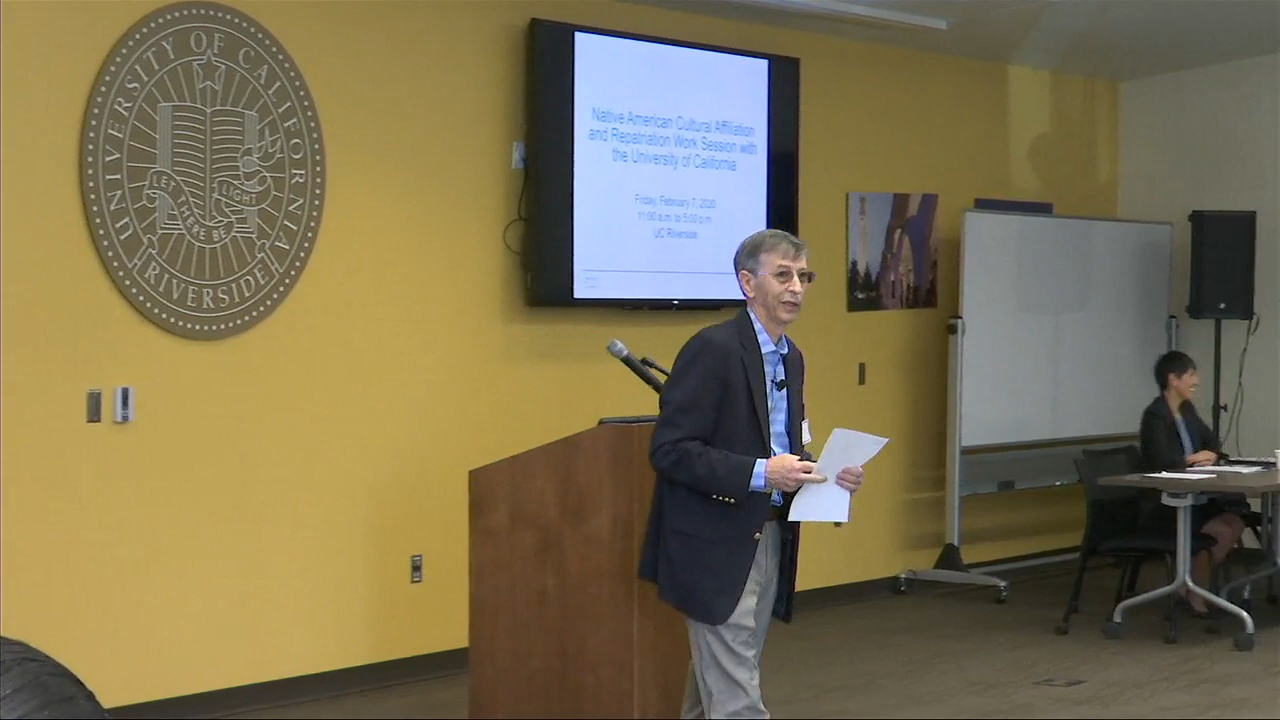 UNIVERSITY OF CALIFORNIA
LET THERE BE LIGHT
RIVERSIDE
Native American Cultural Affiliation
and Repatriation Work Session with
the University of California
Friday, February 7, 2020
11:00 a.m. to 5:00 p.m.
UC Riverside